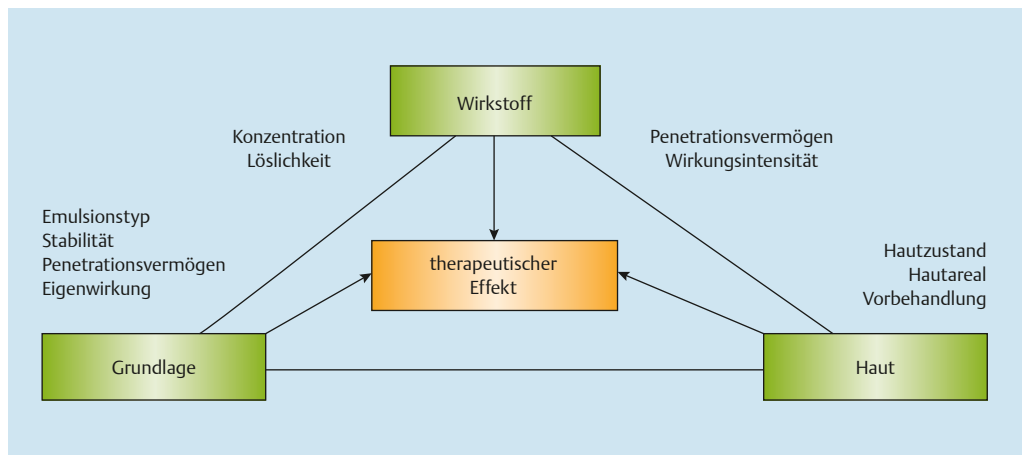 Wirkstoff
Konzentration
Löslichkeit
Penetrationsvermögen
Wirkungsintensität
Emulsionstyp
Stabilität
Penetrationsvermögen
Eigenwirkung
therapeutischer
Effekt
Hautzustand
Hautareal
Vorbehandlung
Grundlage
Haut